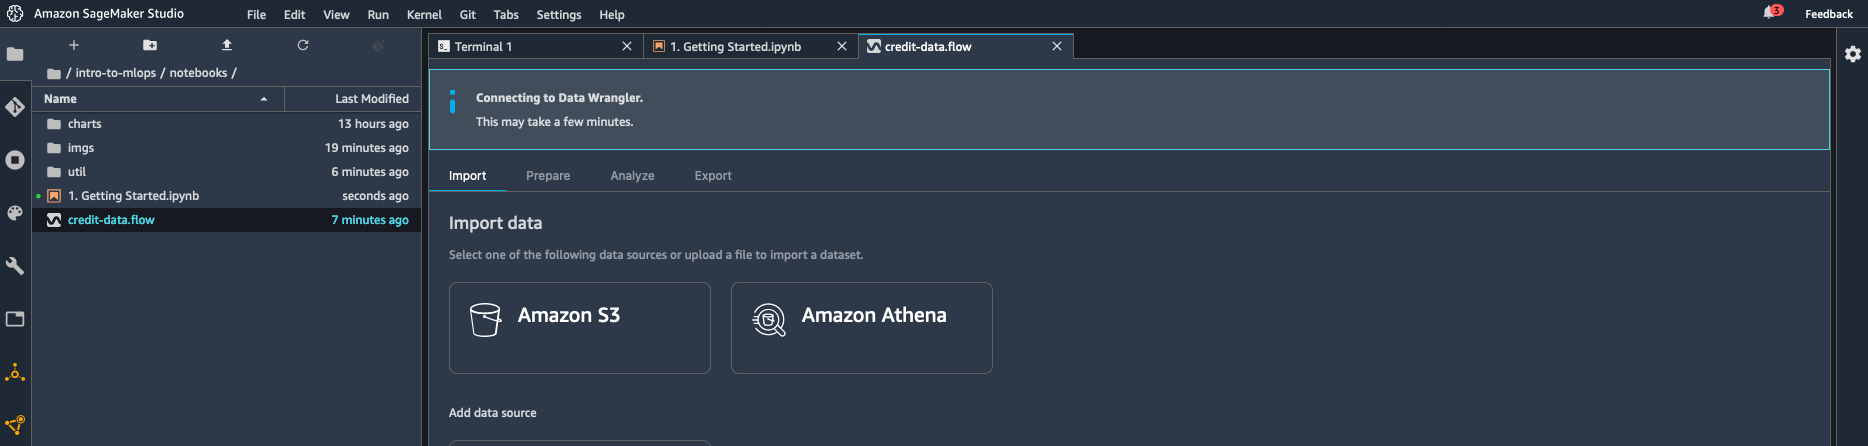 Amazon SageMaker Studio File Edit View Run Kernel Git Tabs Settings Help 3 Feedback
Terminal 1 1. Getting Started.ipynb credit-data.flow
/ intro-to-mlops / notebooks /
Name Last Modified
charts 13 hours ago
imgs 19 minutes ago
util 6 minutes ago
1. Getting Started.ipynb seconds ago
credit-data.flow 7 minutes ago
Connecting to Data Wrangler.
This may take a few minutes.
Import Prepare Analyze Export
Import data
Select one of the following data sources or upload a file to import a dataset.
Amazon S3 Amazon Athena
Add data source